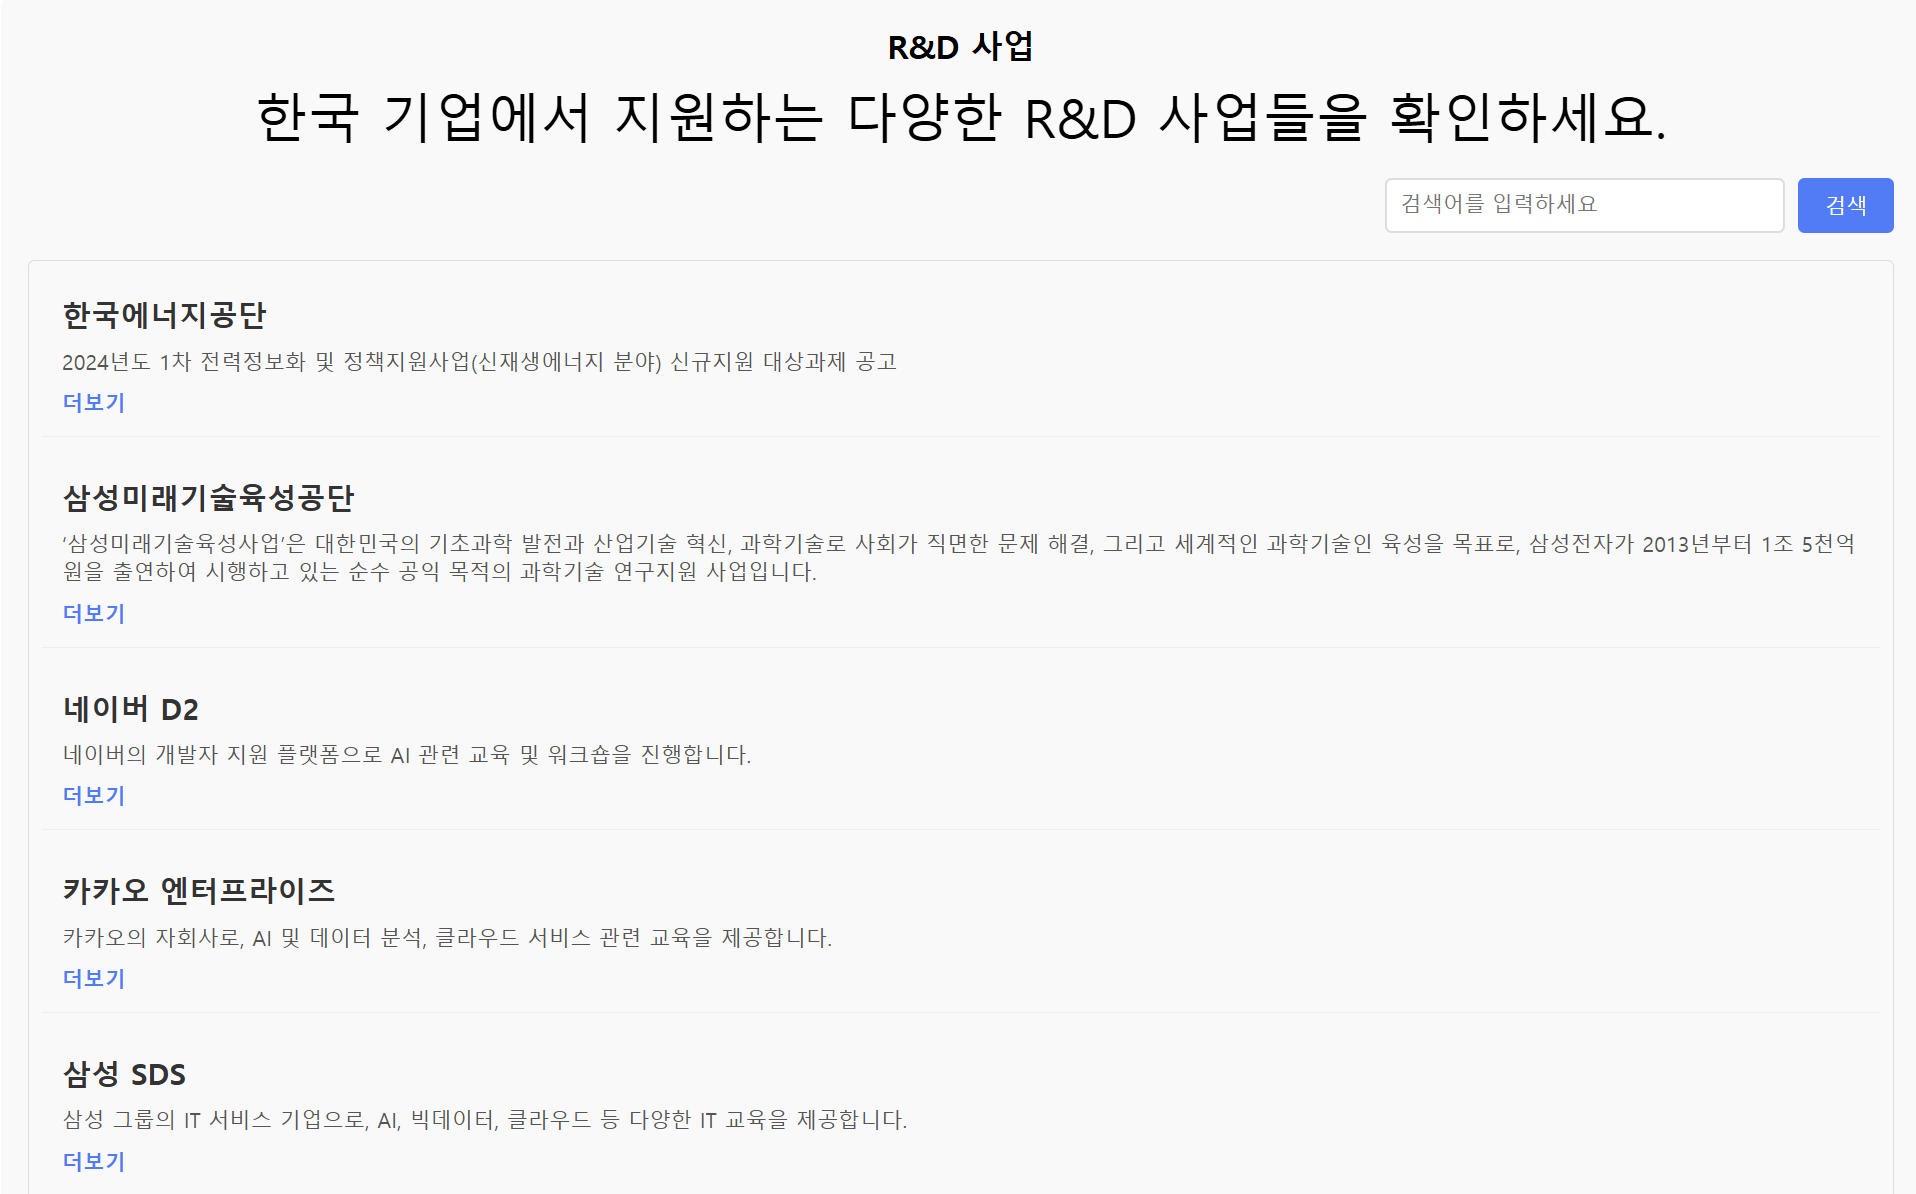 R&D 사업
한국 기업에서 지원하는 다양한 R&D 사업들을 확인하세요.
검색어를 입력하세요
검색
한국에너지공단
2024년도 1차 전력정보화 및 정책지원사업(신재생에너지 분야) 신규지원 대상과제 공고
더보기
삼성미래기술육성공단
‘삼성미래기술육성사업’은 대한민국의 기초과학 발전과 산업기술 혁신, 과학기술로 사회가 직면한 문제 해결, 그리고 세계적인 과학기술인 육성을 목표로, 삼성전자가 2013년부터 1조 5천억
원을 출연하여 시행하고 있는 순수 공익 목적의 과학기술 연구지원 사업입니다.
더보기
네이버 D2
네이버의 개발자 지원 플랫폼으로 AI 관련 교육 및 워크숍을 진행합니다.
더보기
카카오 엔터프라이즈
카카오의 자회사로, AI 및 데이터 분석, 클라우드 서비스 관련 교육을 제공합니다.
더보기
삼성 SDS
삼성 그룹의 IT 서비스 기업으로, AI, 빅데이터, 클라우드 등 다양한 IT 교육을 제공합니다.
더보기